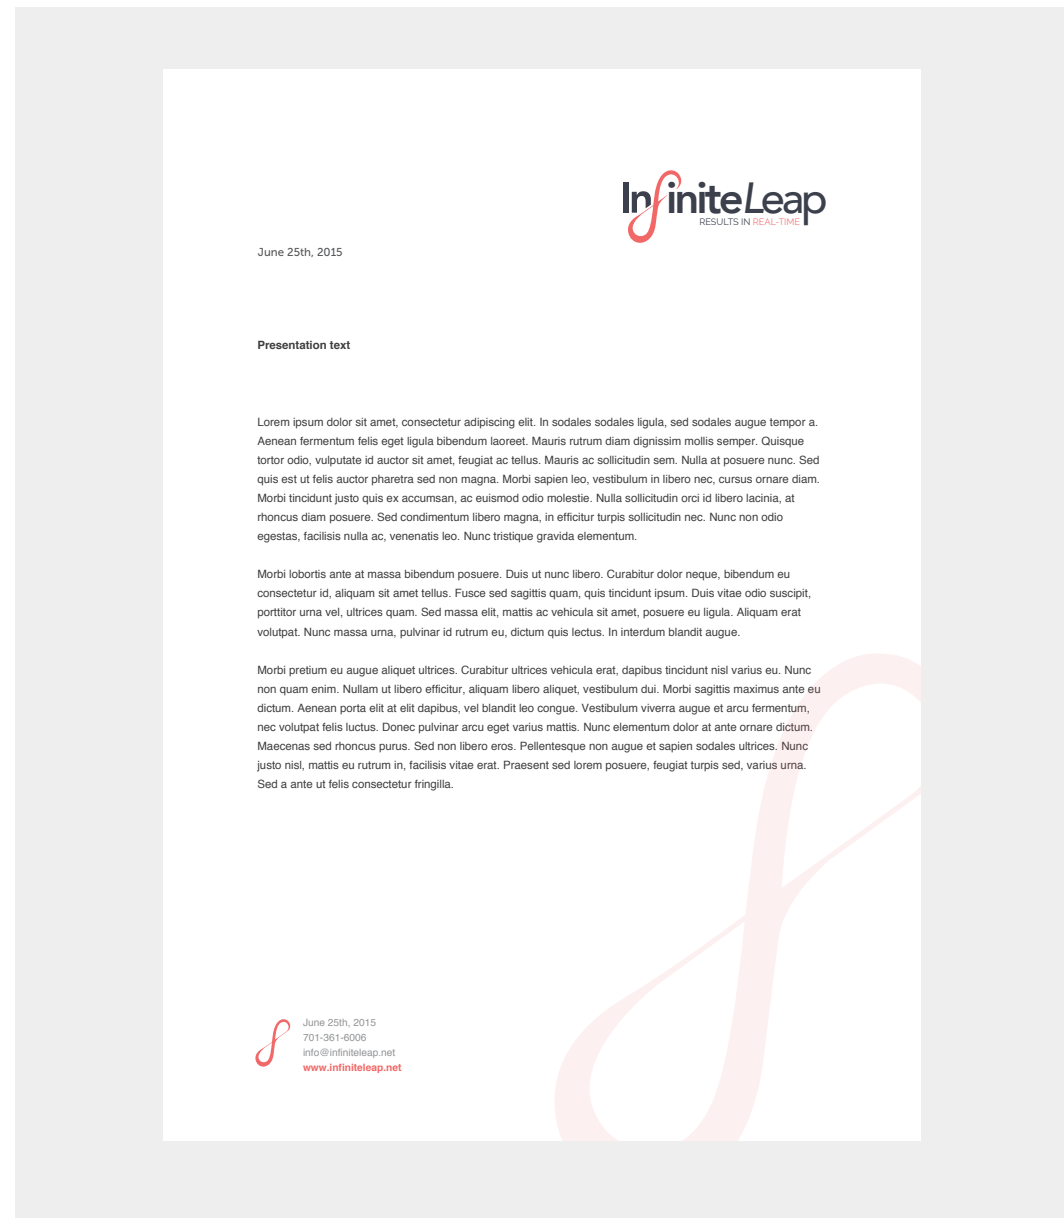 InfiniteLeap
RESULTS IN REAL-TIME
June 25th, 2015
Presentation text
Lorem ipsum dolor sit amet, consectetur adipiscing elit. In sodales sodales ligula, sed sodales augue tempor a.
Aenean fermentum felis eget ligula bibendum laoreet. Mauris rutrum diam dignissim mollis semper. Quisque
tortor odio, vulputate id auctor sit amet, feugiat ac tellus. Mauris ac sollicitudin sem. Nulla at posuere nunc. Sed
quis est ut felis auctor pharetra sed non magna. Morbi sapien leo, vestibulum in libero nec, cursus ornare diam.
Morbi tincidunt justo quis ex accumsan, ac euismod odio molestie. Nulla sollicitudin orci id libero lacinia, at
rhoncus diam posuere. Sed condimentum libero magna, in efficitur turpis sollicitudin nec. Nunc non odio
egestas, facilisis nulla ac, venenatis leo. Nunc tristique gravida elementum.
Morbi lobortis ante at massa bibendum posuere. Duis ut nunc libero. Curabitur dolor neque, bibendum eu
consectetur id, aliquam sit amet tellus. Fusce sed sagittis quam, quis tincidunt ipsum. Duis vitae odio suscipit,
porttitor urna vel, ultrices quam. Sed massa elit, mattis ac vehicula sit amet, posuere eu ligula. Aliquam erat
volutpat. Nunc massa urna, pulvinar id rutrum eu, dictum quis lectus. In interdum blandit augue.
Morbi pretium eu augue aliquet ultrices. Curabitur ultrices vehicula erat, dapibus tincidunt nisl varius eu. Nunc
non quam enim. Nullam ut libero efficitur, aliquam libero aliquet, vestibulum dui. Morbi sagittis maximus ante eu
dictum. Aenean porta elit at elit dapibus, vel blandit leo congue. Vestibulum viverra augue et arcu fermentum,
nec volutpat felis luctus. Donec pulvinar arcu eget varius mattis. Nunc elementum dolor at ante ornare dictum.
Maecenas sed rhoncus purus. Sed non libero eros. Pellentesque non augue et sapien sodales ultrices. Nunc
justo nisl, mattis eu rutrum in, facilisis vitae erat. Praesent sed lorem posuere, feugiat turpis sed, varius urna.
Sed a ante ut felis consectetur fringilla.
June 25th, 2015
701-361-6006
info@infiniteleap.net
www.infiniteleap.net